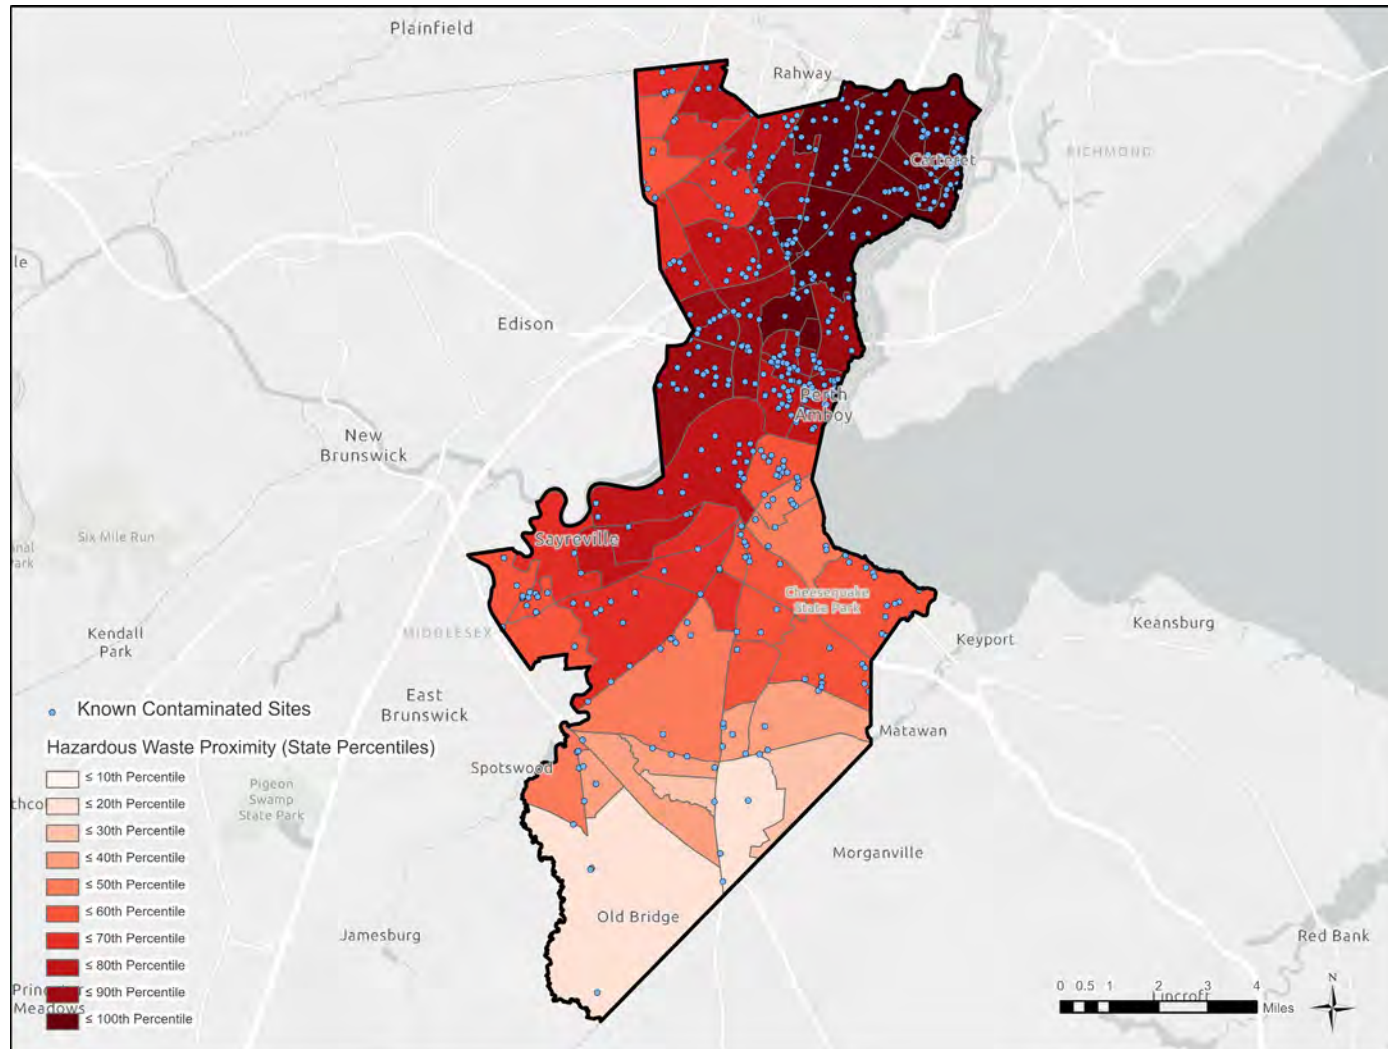 Plainfield
Rahway
RICHMOND
Carteret
le
Edison
Perth
Amboy
New
Brunswick
Six Mile Run
Sayreville
Cheesequake
State Park
Kendall
Park
MIDDLESEX
Keyport
Keansburg
East
Brunswick
Matawan
Spotswood
Pigeon
Swamp
State Park
Morganville
Old Bridge
Jamesburg
Red Bank
Meadows
Lincroft
Known Contaminated Sites
Hazardous Waste Proximity (State Percentiles)
≤ 10th Percentile
≤ 20th Percentile
≤ 30th Percentile
≤ 40th Percentile
≤ 50th Percentile
≤ 60th Percentile
≤ 70th Percentile
≤ 80th Percentile
≤ 90th Percentile
≤ 100th Percentile
0 0.5 1 2 3 4
Miles
N